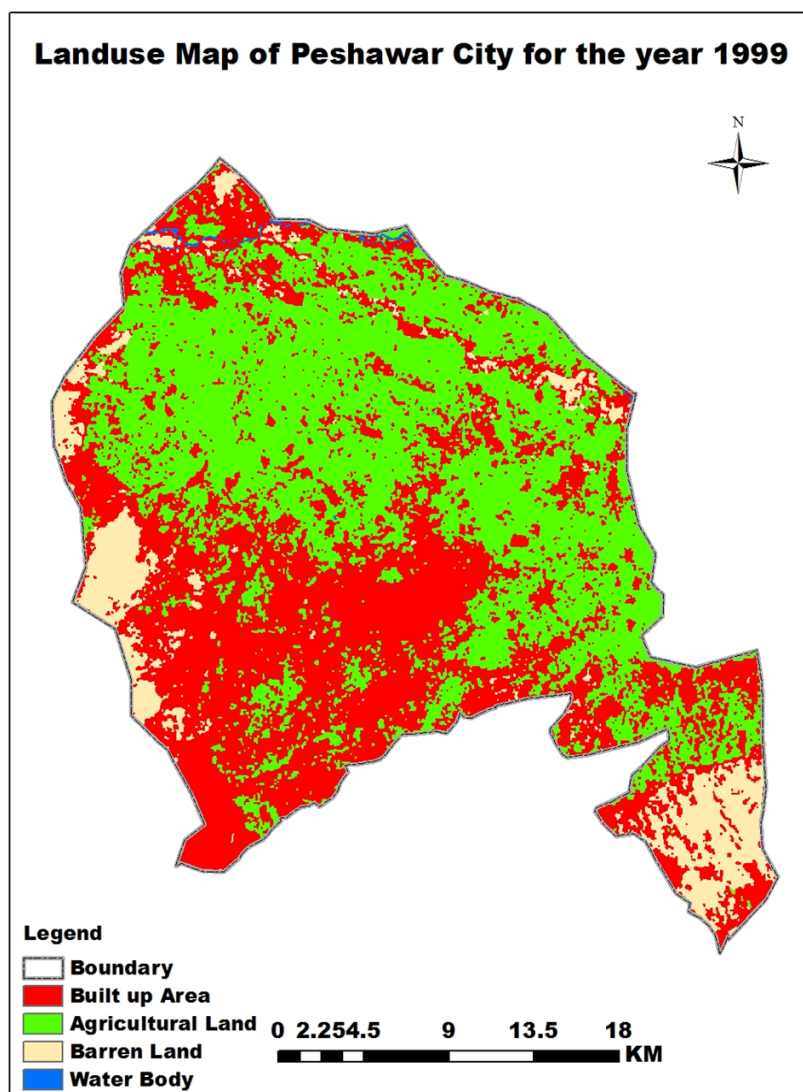 Landuse Map of Peshawar City for the year 1999
N
Legend
Boundary
Built up Area
Agricultural Land
Barren Land
Water Body
0 2.254.5 9 13.5 18
KM